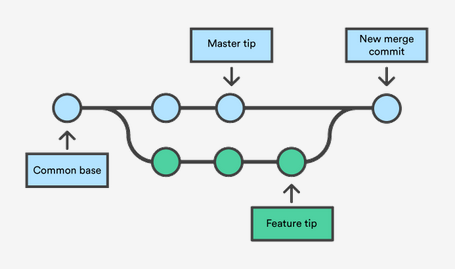 Master tip
New merge
commit
Common base
Feature tip